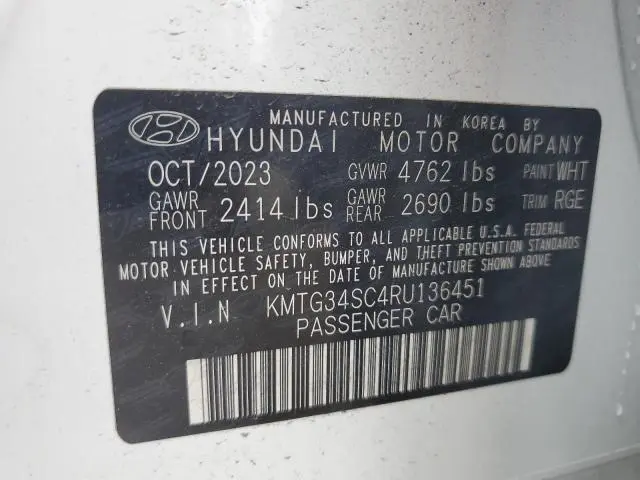 MANUFACTURED IN KOREA BY
HYUNDAI MOTOR COMPANY
OCT/2023 GVWR 4762 lbs PAINT WHT
GAWR FRONT 2414 lbs GAWR REAR 2690 lbs TRIM RGE
THIS VEHICLE CONFORMS TO ALL APPLICABLE U.S.A. FEDERAL
MOTOR VEHICLE SAFETY, BUMPER, AND THEFT PREVENTION STANDARDS
IN EFFECT ON THE DATE OF MANUFACTURE SHOWN ABOVE
V.I.N KMTG34SC4RU136451
PASSENGER CAR